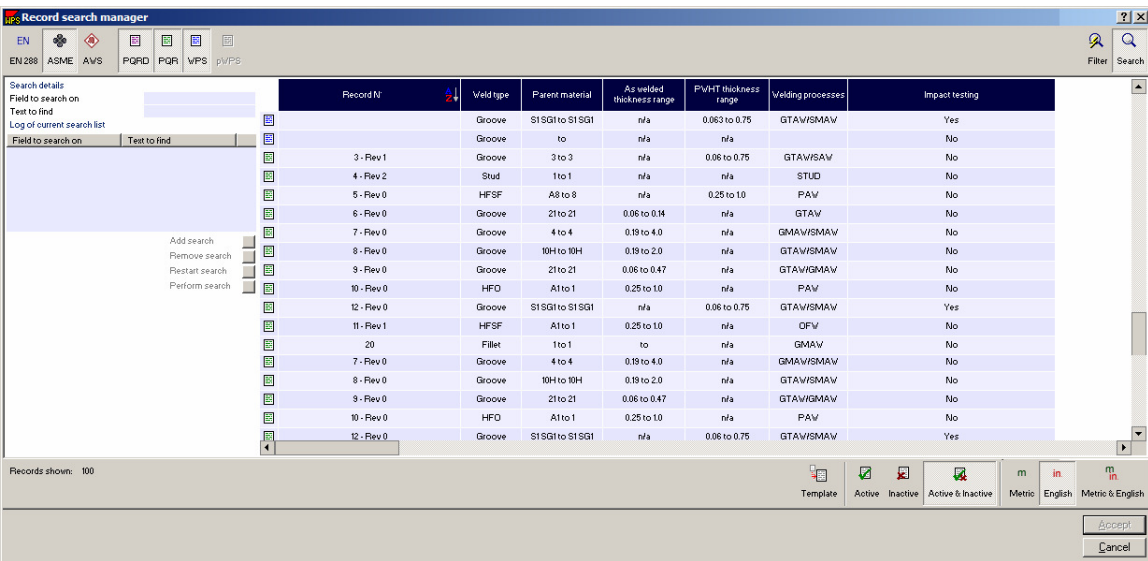 WPS Record search manager ? X
EN
EN 288 ASME AWS PQRD PQR WPS pWPS Filter Search
Search details
Field to search on
Text to find
Log of current search list
Field to search on Text to find
Add search
Remove search
Restart search
Perform search
Record N° A Z Weld type Parent material As welded thickness range PWHT thickness range Welding processes Impact testing
Groove S1 SG1 to S1 SG1 n/a 0.063 to 0.75 GTAW/SMAW Yes
Groove to n/a n/a No
3 - Rev 1 Groove 3 to 3 n/a 0.06 to 0.75 GTAW/SAW No
4 - Rev 2 Stud 1 to 1 n/a n/a STUD No
5 - Rev 0 HFSF A8 to 8 n/a 0.25 to 1.0 PAW No
6 - Rev 0 Groove 21 to 21 0.06 to 0.14 n/a GTAW No
7 - Rev 0 Groove 4 to 4 0.19 to 4.0 n/a GMAW/SMAW No
8 - Rev 0 Groove 10H to 10H 0.19 to 2.0 n/a GTAW/SMAW No
9 - Rev 0 Groove 21 to 21 0.06 to 0.47 n/a GTAW/GMAW No
10 - Rev 0 HFO A1 to 1 0.25 to 1.0 n/a PAW No
12 - Rev 0 Groove S1 SG1 to S1 SG1 n/a 0.06 to 0.75 GTAW/SMAW Yes
11 - Rev 1 HFSF A1 to 1 0.25 to 1.0 n/a OFW No
20 Fillet 1 to 1 to n/a GMAW No
7 - Rev 0 Groove 4 to 4 0.19 to 4.0 n/a GMAW/SMAW No
8 - Rev 0 Groove 10H to 10H 0.19 to 2.0 n/a GTAW/SMAW No
9 - Rev 0 Groove 21 to 21 0.06 to 0.47 n/a GTAW/GMAW No
10 - Rev 0 HFO A1 to 1 0.25 to 1.0 n/a PAW No
12 - Rev 0 Groove S1 SG1 to S1 SG1 n/a 0.06 to 0.75 GTAW/SMAW Yes
Records shown: 100
m in. m in.
Template Active Inactive Active & Inactive Metric English Metric & English
Accept
Cancel